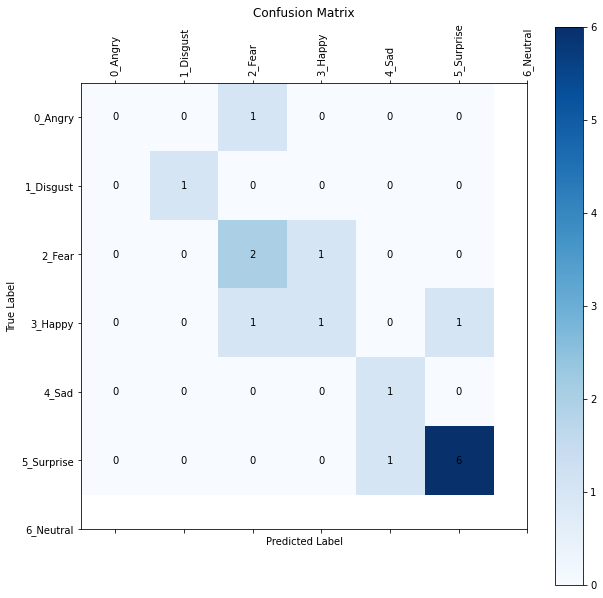 Confusion Matrix
0_Angry 1_Disgust 2_Fear 3_Happy 4_Sad 5_Surprise 6_Neutral
0_Angry 0 0 1 0 0 0
1_Disgust 0 1 0 0 0 0
2_Fear 0 0 2 1 0 0
3_Happy 0 0 1 1 0 1
4_Sad 0 0 0 0 1 0
5_Surprise 0 0 0 0 1 6
6_Neutral
True Label
Predicted Label
6
5
4
3
2
1
0